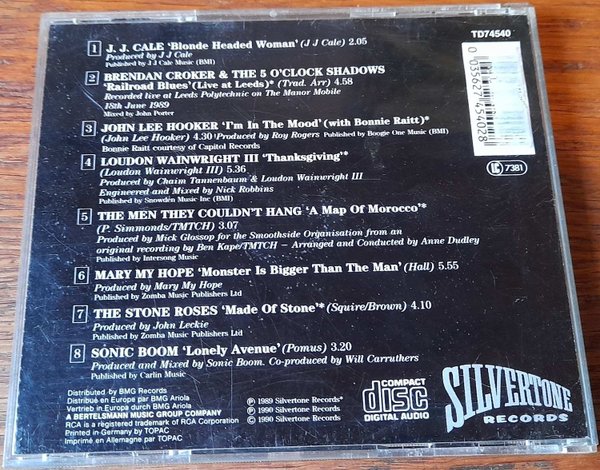 TD74540
1 J. J. CALE 'Blonde Headed Woman' (J J Cale) 2.05
Produced by J J Cale
Published by J J Cale Music (BMI)
2 BRENDAN CROKER & THE 5 O'CLOCK SHADOWS
'Railroad Blues' (Live at Leeds)* (Trad. Arr) 4.58
Recorded live at Leeds Polytechnic on The Manor Mobile
18th June 1989
Mixed by John Porter
3 JOHN LEE HOOKER 'I'm In The Mood' (with Bonnie Raitt)*
(John Lee Hooker) 4.30 Produced by Roy Rogers Published by Boogie One Music (BMI)
Bonnie Raitt courtesy of Capitol Records
4 LOUDON WAINWRIGHT III 'Thanksgiving'*
(Loudon Wainwright III) 5.36
Produced by Chaim Tannenbaum & Loudon Wainwright III
Engineered and Mixed by Nick Robbins
Published by Snowden Music Inc (BMI)
5 THE MEN THEY COULDN'T HANG 'A Map Of Morocco'*
(P. Simmonds/TMTCH) 3.07
Produced by Mick Glossop for the Smoothside Organisation from an
original recording by Ben Kape/TMTCH – Arranged and Conducted by Anne Dudley
Published by Intersong Music
6 MARY MY HOPE 'Monster Is Bigger Than The Man' (Hall) 5.55
Produced by Mary My Hope
Published by Zomba Music Publishers Ltd
7 THE STONE ROSES 'Made Of Stone'* (Squire/Brown) 4.10
Produced by John Leckie
Published by Zomba Music Publishers Ltd
8 SONIC BOOM 'Lonely Avenue' (Pomus) 3.20
Produced and Mixed by Sonic Boom. Co-produced by Will Carruthers
Published by Carlin Music
0 035627 454028
LC 7381
Distributed by BMG Records
Distribué en Europe par BMG Ariola
Vertrieb in Europa durch BMG Ariola
A BERTELSMANN MUSIC GROUP COMPANY
RCA is a registered trademark of RCA Corporation
Printed in Germany by TOPAC
Imprimé en Allemagne par TOPAC
℗ 1989 Silvertone Records*
℗ 1990 Silvertone Records
© 1990 Silvertone Records
COMPACT
disc
DIGITAL AUDIO
SILVERTONE
RECORDS